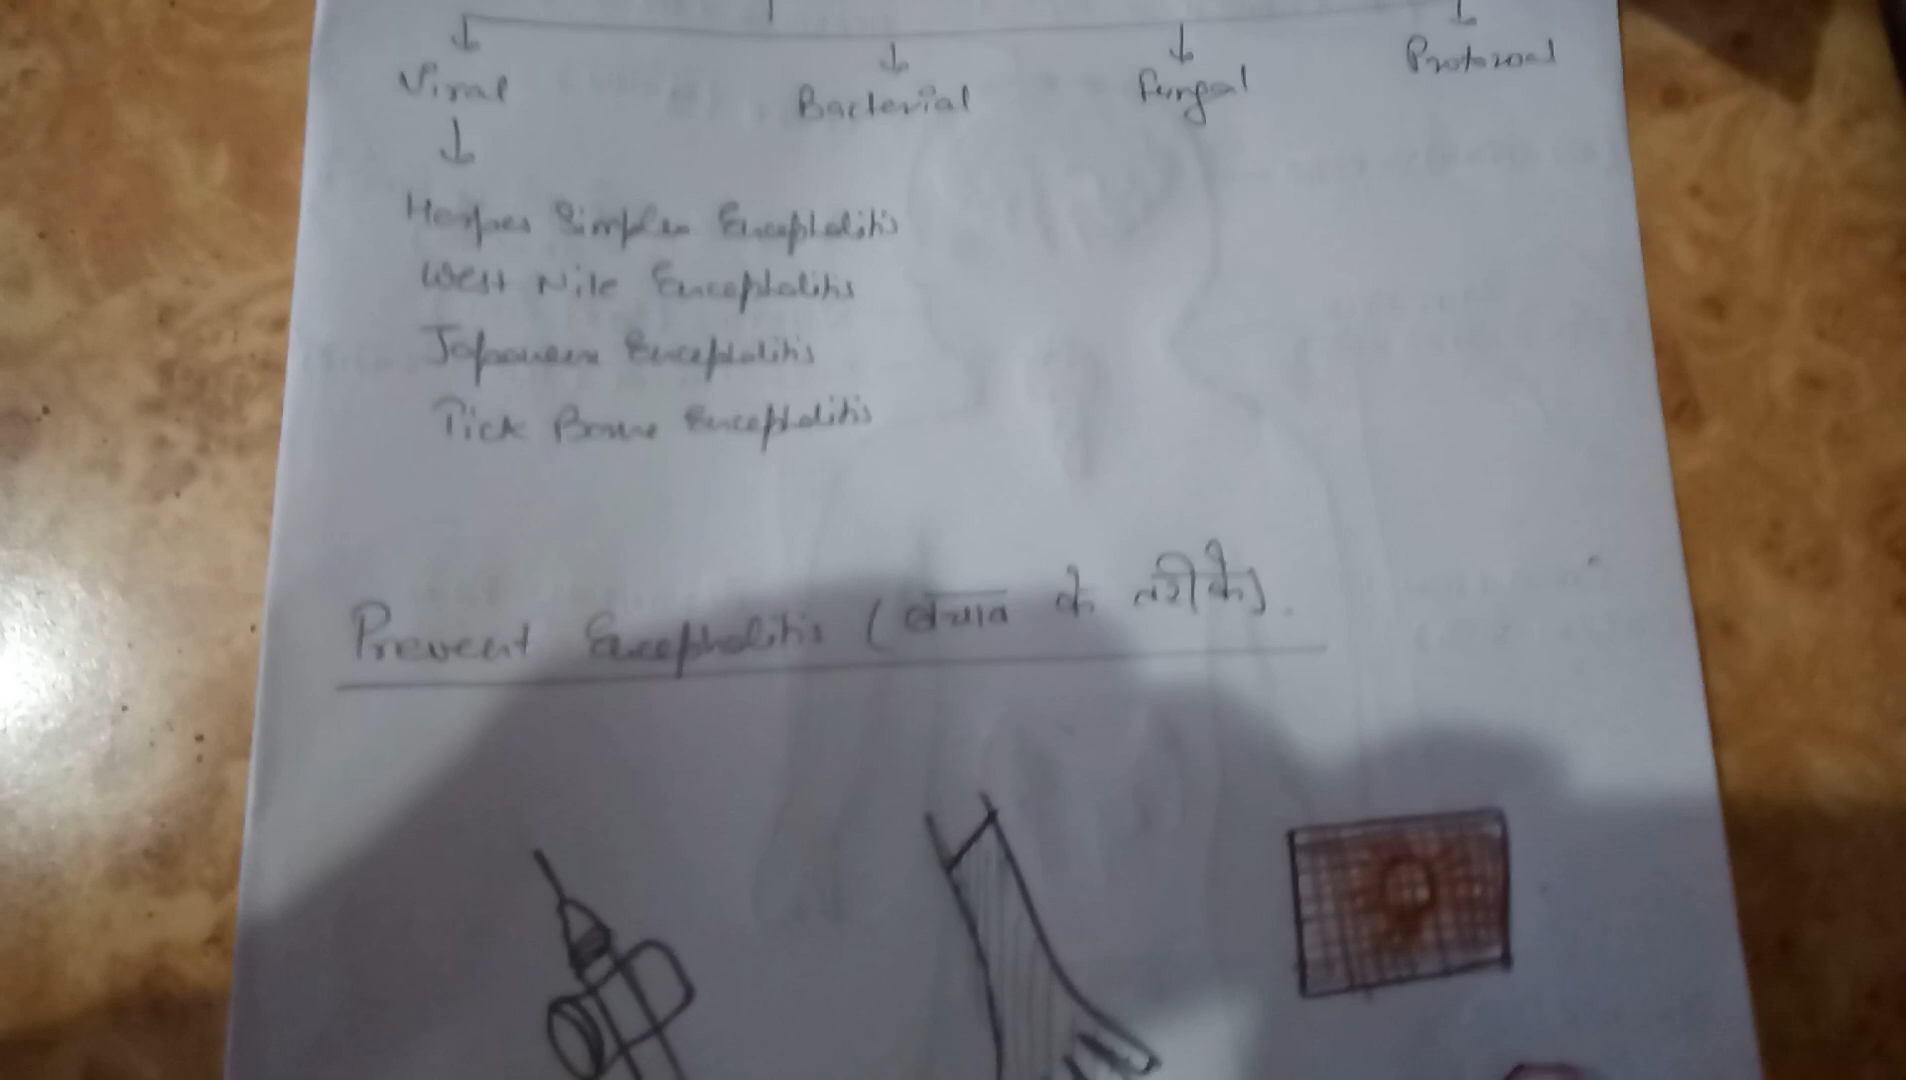 Viral Bacterial Fungal Protozoal
Herpes Simplex Encephalitis
West Nile Encephalitis
Japanese Encephalitis
Tick Borne Encephalitis
Prevent Encephalitis (बचाव के तरीके).